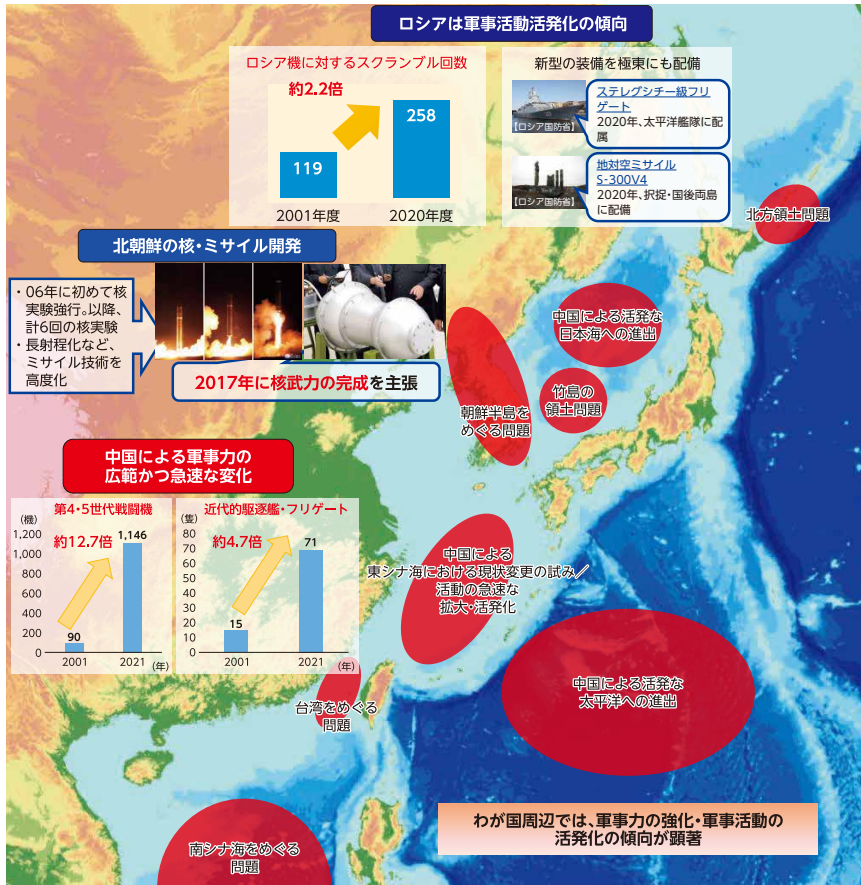 ロシアは軍事活動活発化の傾向
ロシア機に対するスクランブル回数
約2.2倍
119
258
2001年度
2020年度
新型の装備を極東にも配備
【ロシア国防省】
ステレグシチー級フリ
ゲート
2020年、太平洋艦隊に配
属
【ロシア国防省】
地対空ミサイル
S-300V4
2020年、択捉・国後両島
に配備
北方領土問題
北朝鮮の核・ミサイル開発
・06年に初めて核
実験強行。以降、
計6回の核実験
・長射程化など、
ミサイル技術を
高度化
2017年に核武力の完成を主張
中国による活発な
日本海への進出
竹島の
領土問題
朝鮮半島を
めぐる問題
中国による軍事力の
広範かつ急速な変化
第4・5世代戦闘機
(機)
1,200
1,000
800
600
400
200
0
約12.7倍
90
1,146
2001
2021
(年)
近代的駆逐艦・フリゲート
(隻)
80
70
60
50
40
30
20
10
0
約4.7倍
15
71
2001
2021
(年)
中国による
東シナ海における現状変更の試み／
活動の急速な
拡大・活発化
中国による活発な
太平洋への進出
台湾をめぐる
問題
南シナ海をめぐる
問題
わが国周辺では、軍事力の強化・軍事活動の
活発化の傾向が顕著